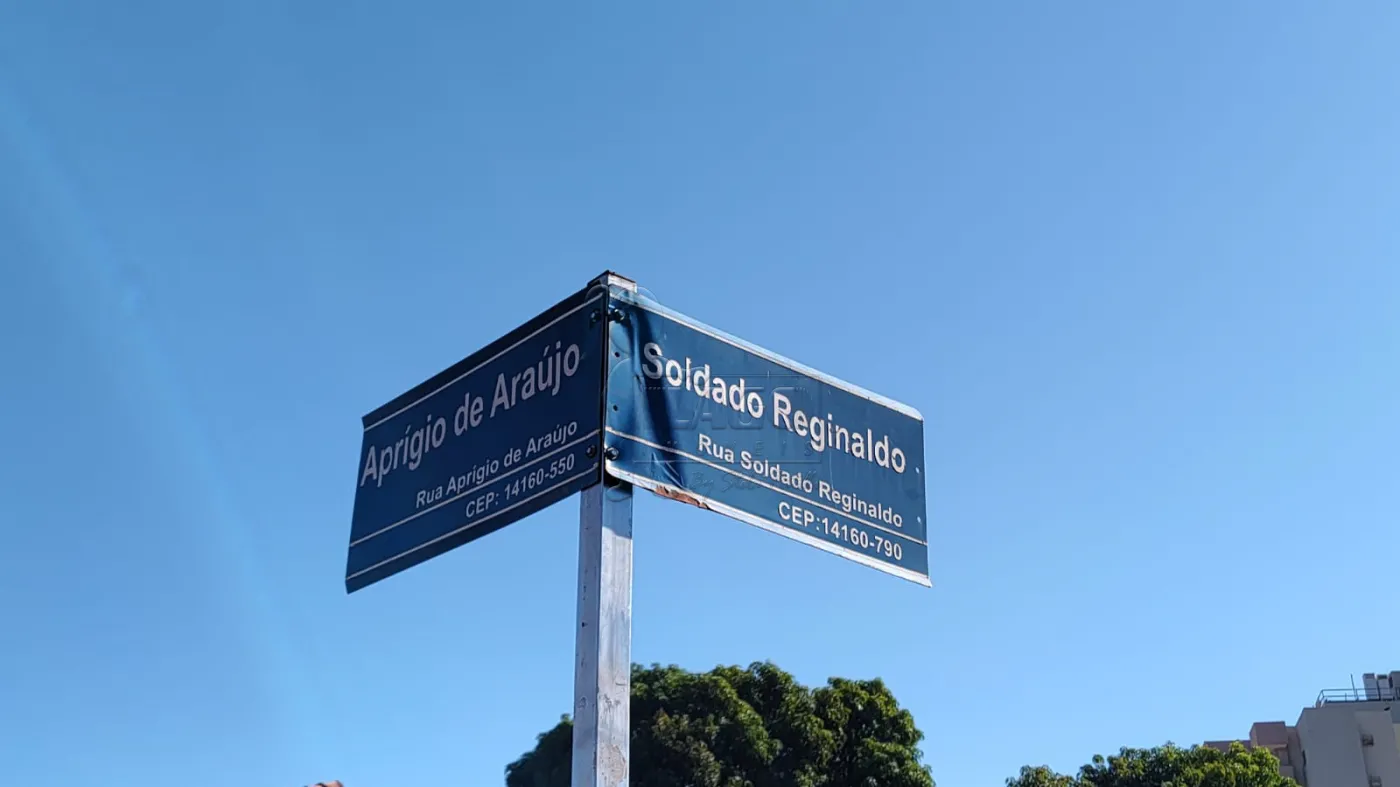 Aprígio de Araújo
Rua Aprígio de Araújo
CEP: 14160-550
Soldado Reginaldo
Rua Soldado Reginaldo
CEP:14160-790